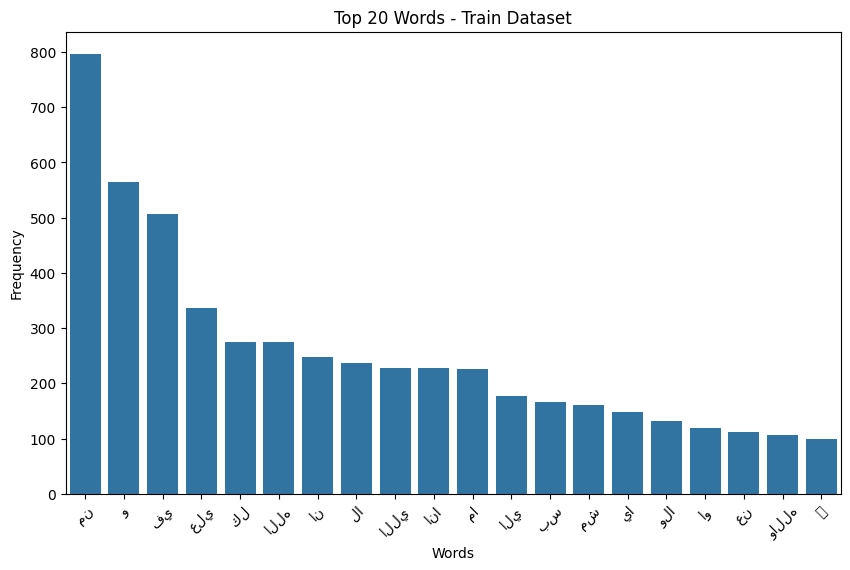 Top 20 Words - Train Dataset
Frequency
800
700
600
500
400
300
200
100
0
من
و
في
علي
كل
الله
ان
لا
اللي
انا
ما
الي
بس
مش
يا
ولا
او
عن
والله
Words